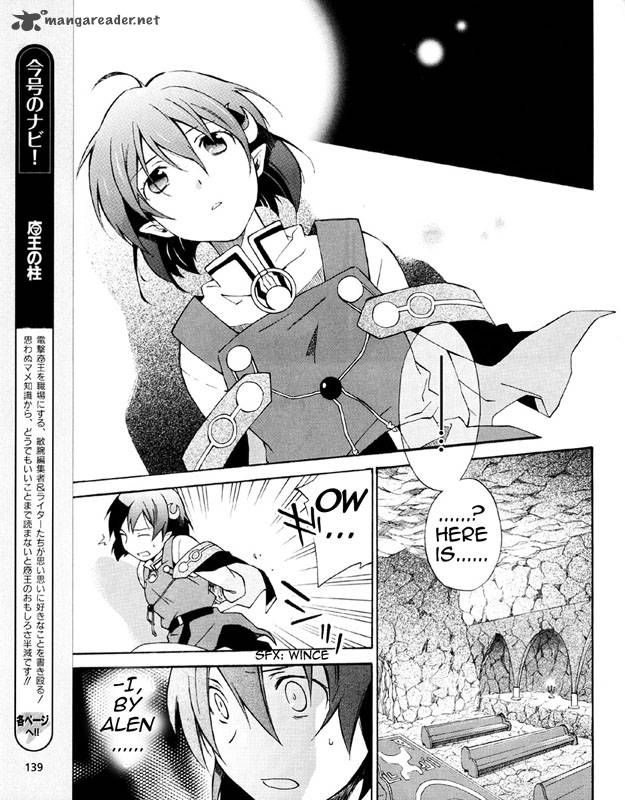 mangareader.net
今号のナビ!
電王の柱
電撃電王を職場にする、敏腕編集者&ライターたちが思い思いに好きなことを書き殴る!
思わぬマメ知識から、どうでもいいことまで読まないと電王のおもしろさ半減です!!
各ページへ!!
139
………
......?
HERE
IS......
OW
...
SFX: WINCE
-I,
BY
ALEN
......